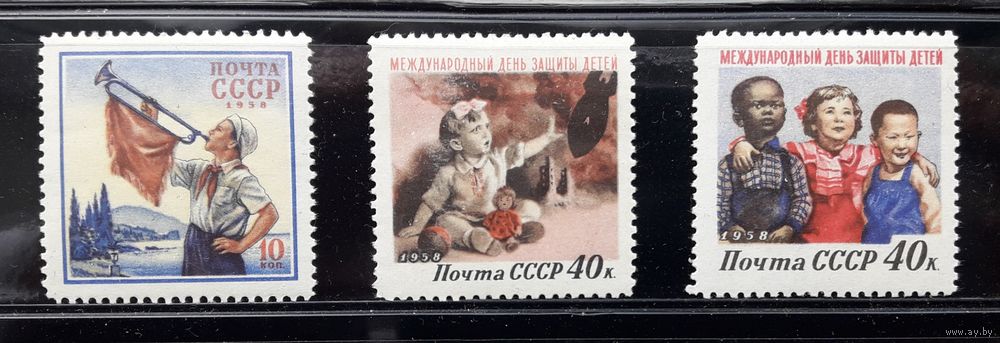 ПОЧТА
СССР
1958
10
коп.
МЕЖДУНАРОДНЫЙ ДЕНЬ ЗАЩИТЫ ДЕТЕЙ
1958
Почта СССР 40к.
МЕЖДУНАРОДНЫЙ ДЕНЬ ЗАЩИТЫ ДЕТЕЙ
1958
Почта СССР 40к.
www.ay.by